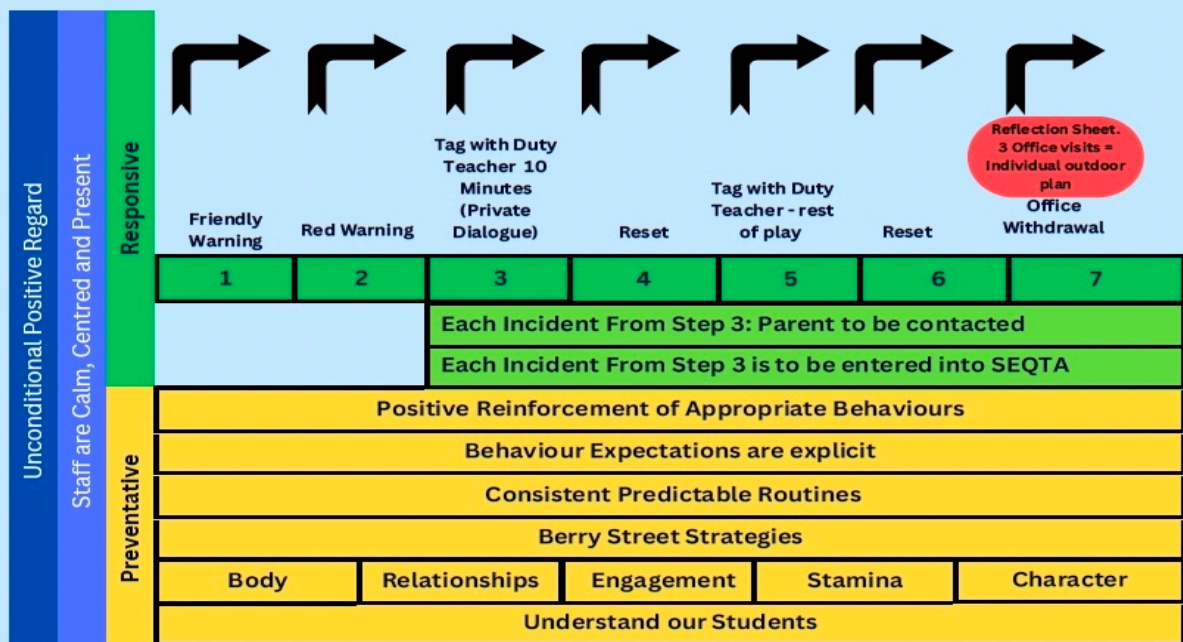 Unconditional Positive Regard
Staff are Calm, Centred and Present
Responsive
Friendly
Warning
Red Warning
Tag with Duty
Teacher 10
Minutes
(Private
Dialogue)
Reset
Tag with Duty
Teacher - rest
of play
Reset
Reflection Sheet.
3 Office visits =
Individual outdoor
plan
Office
Withdrawal
1 2 3 4 5 6 7
Each Incident From Step 3: Parent to be contacted
Each Incident From Step 3 is to be entered into SEQTA
Preventative
Positive Reinforcement of Appropriate Behaviours
Behaviour Expectations are explicit
Consistent Predictable Routines
Berry Street Strategies
Body Relationships Engagement Stamina Character
Understand our Students